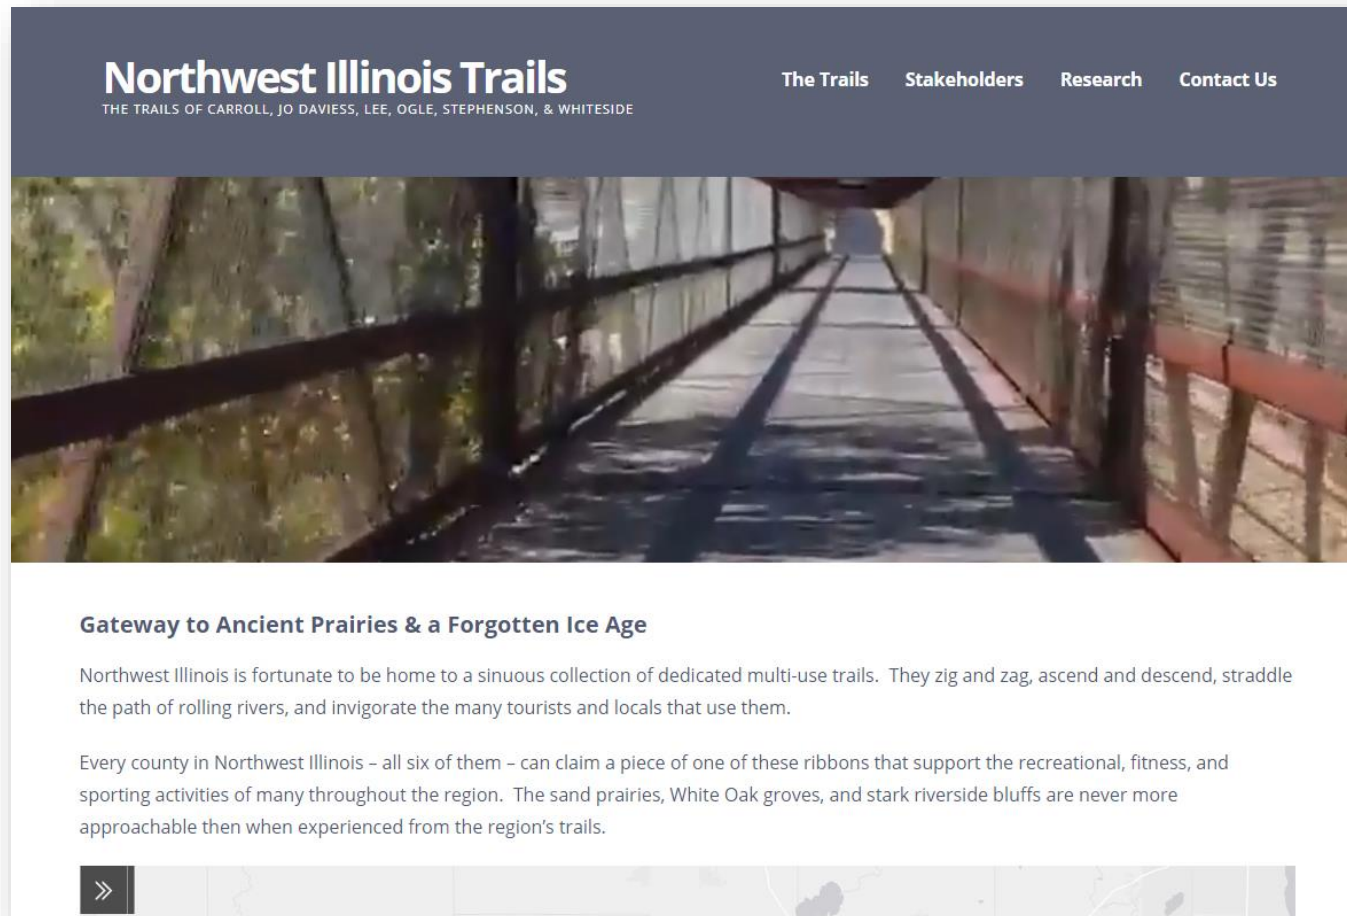 Northwest Illinois Trails
THE TRAILS OF CARROLL, JO DAVIESS, LEE, OGLE, STEPHENSON, & WHITESIDE
The Trails Stakeholders Research Contact Us
Gateway to Ancient Prairies & a Forgotten Ice Age
Northwest Illinois is fortunate to be home to a sinuous collection of dedicated multi-use trails. They zig and zag, ascend and descend, straddle
the path of rolling rivers, and invigorate the many tourists and locals that use them.
Every county in Northwest Illinois – all six of them – can claim a piece of one of these ribbons that support the recreational, fitness, and
sporting activities of many throughout the region. The sand prairies, White Oak groves, and stark riverside bluffs are never more
approachable then when experienced from the region's trails.